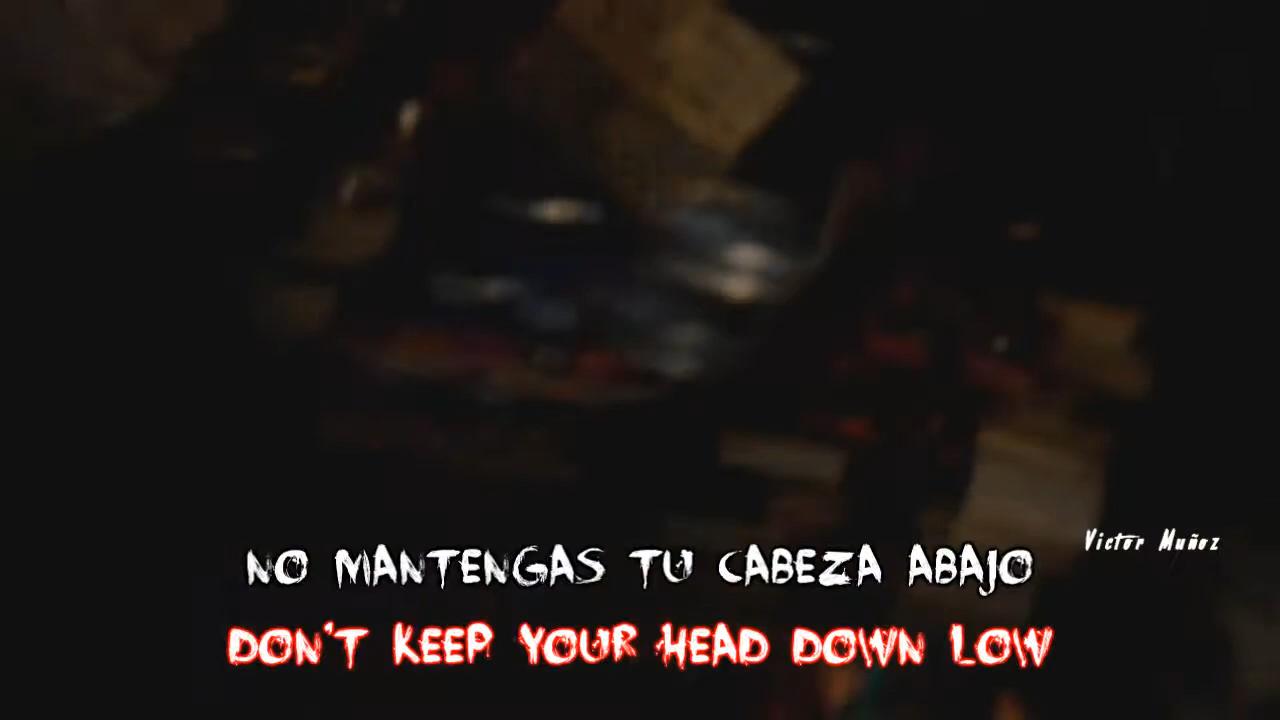 Victor Muñoz
NO MANTENGAS TU CABEZA ABAJO
DON'T KEEP YOUR HEAD DOWN LOW